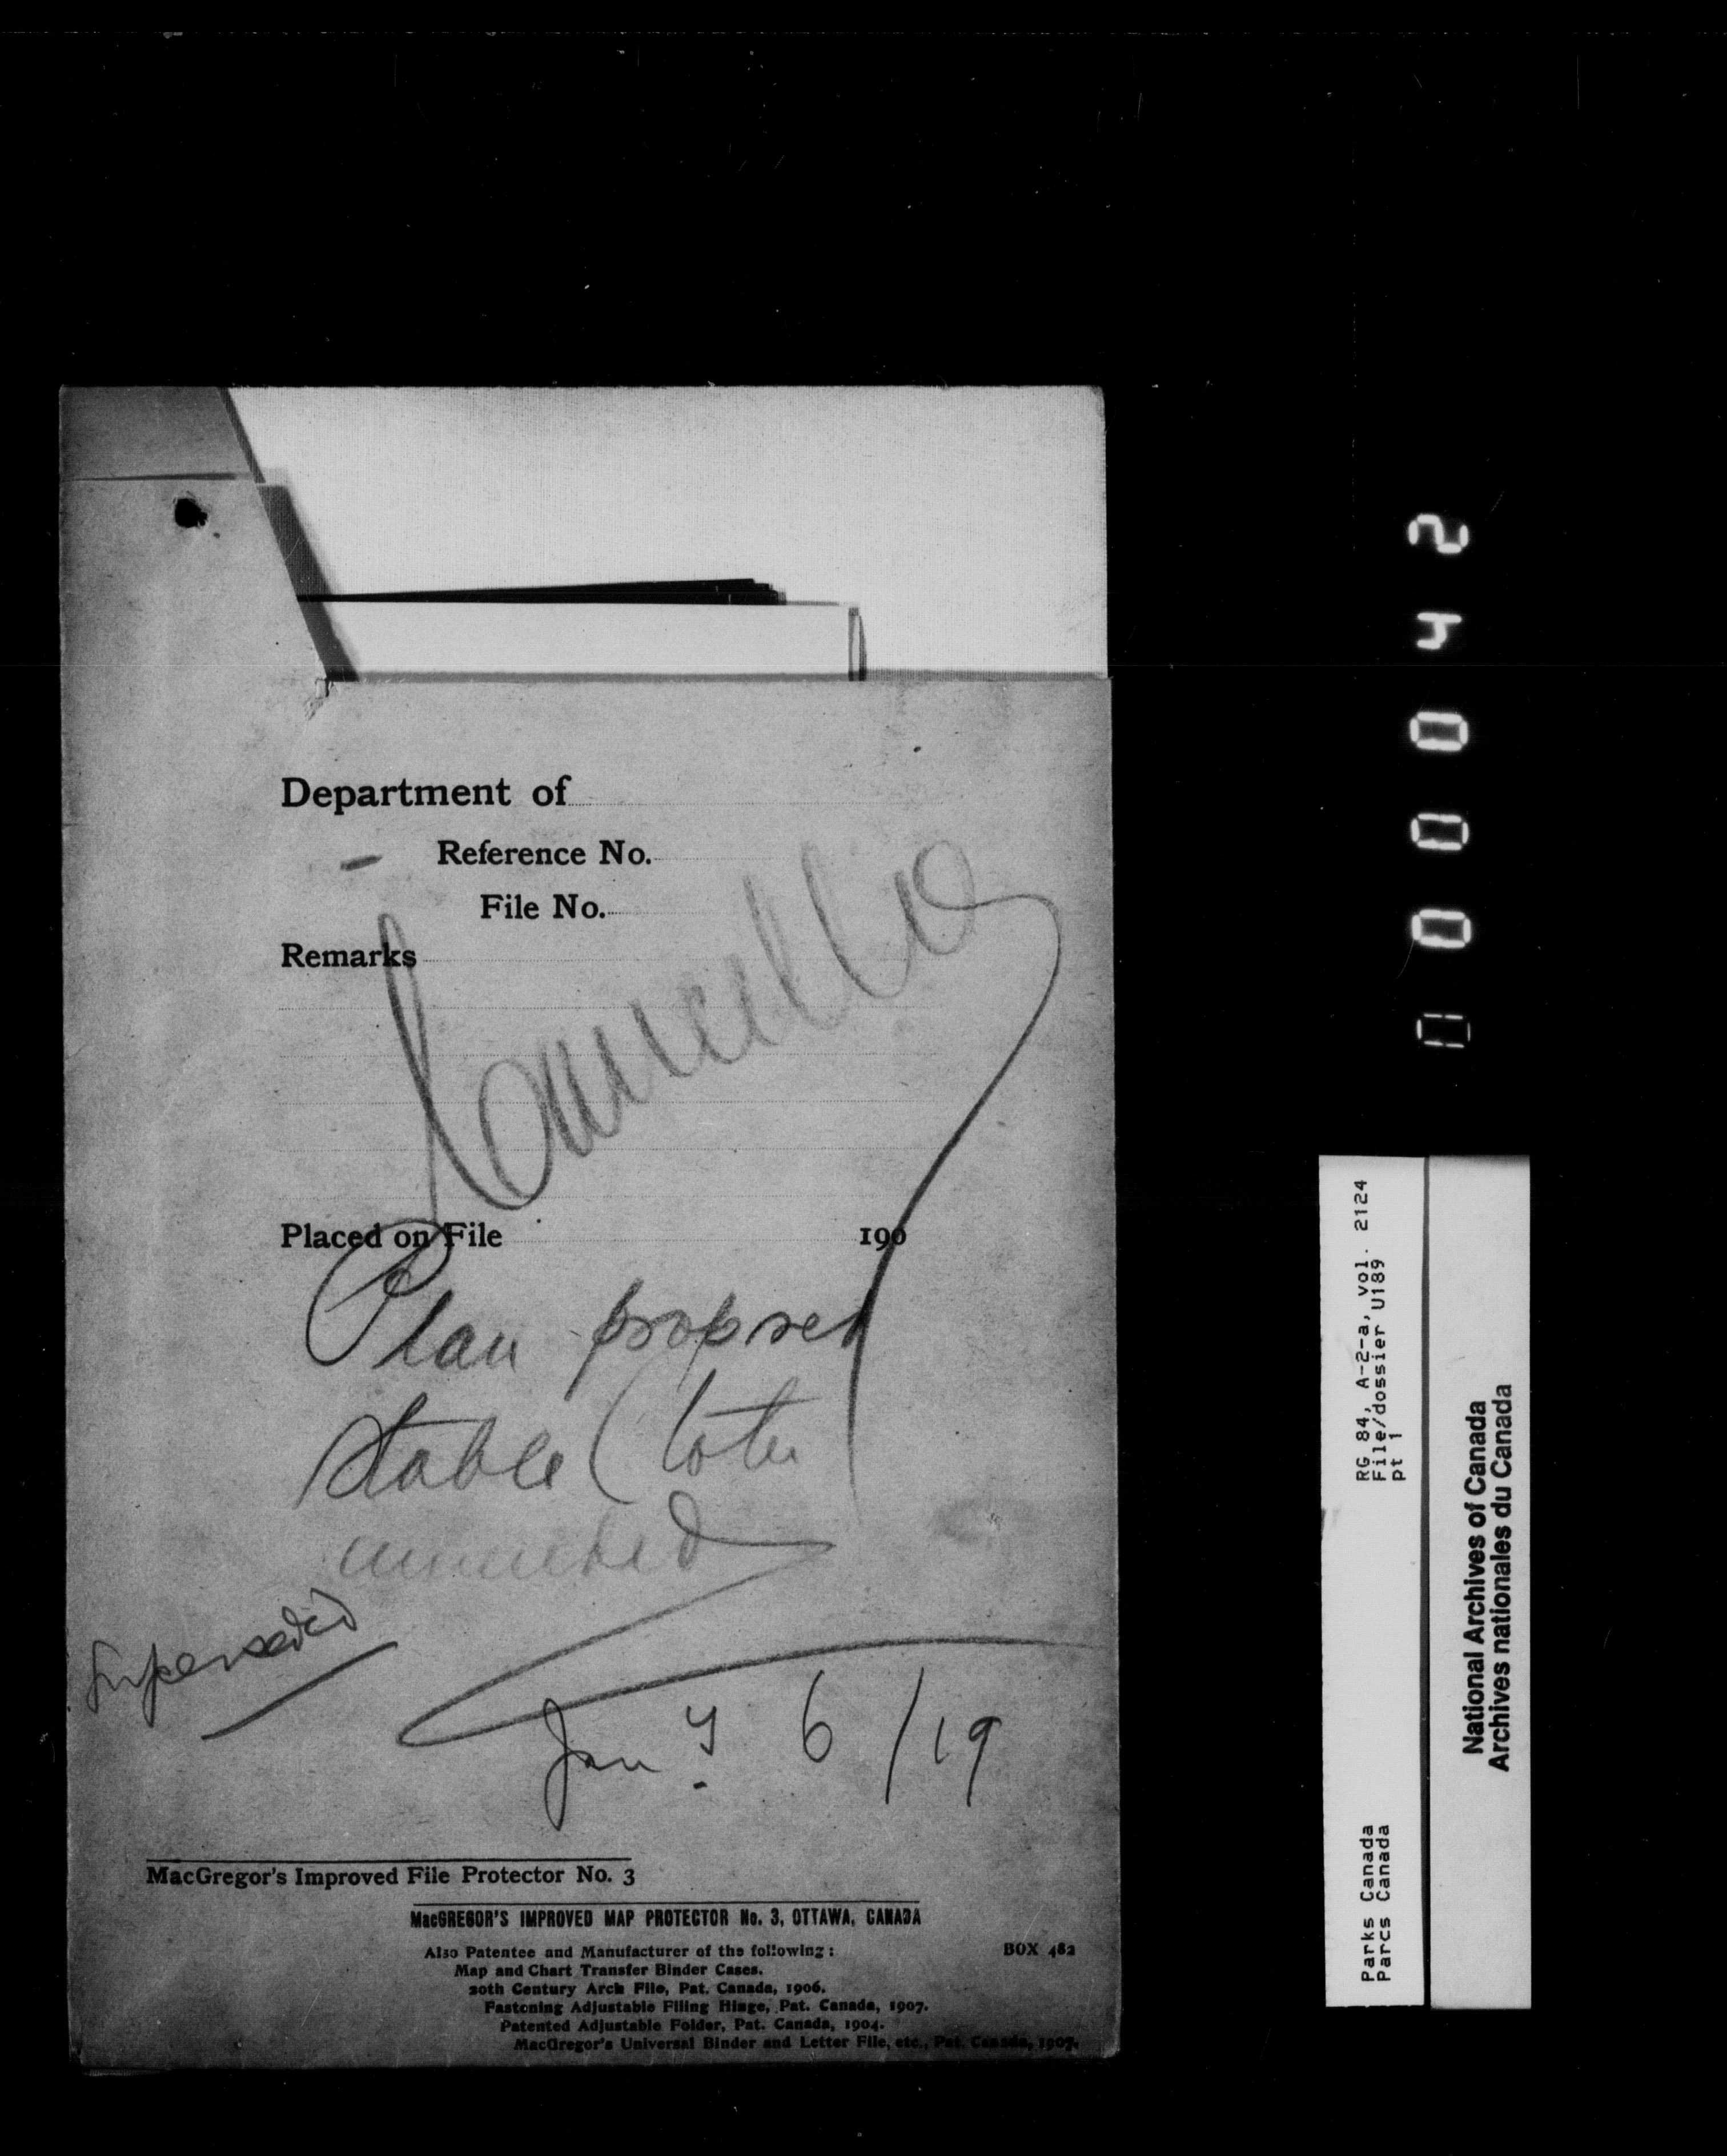 Department of
Reference No.
File No.
Remarks
Cancelled
Placed on File 190
Plan proposed
stable (later
amended
Superseded
Jany 6/19
MacGregor's Improved File Protector No. 3
MacGREGOR'S IMPROVED MAP PROTECTOR No. 3, OTTAWA, CANADA
Also Patentee and Manufacturer of the following: BOX 482
Map and Chart Transfer Binder Cases.
20th Century Arch File, Pat. Canada, 1906.
Fastening Adjustable Filing Hinge, Pat. Canada, 1907.
Patented Adjustable Folder, Pat. Canada, 1904.
MacGregor's Universal Binder and Letter File, etc., Pat. Canada, 1907.
000042
RG 84, A-2-a, vol. 2124
File/dossier U189
pt 1
Parks Canada
Parcs Canada
National Archives of Canada
Archives nationales du Canada